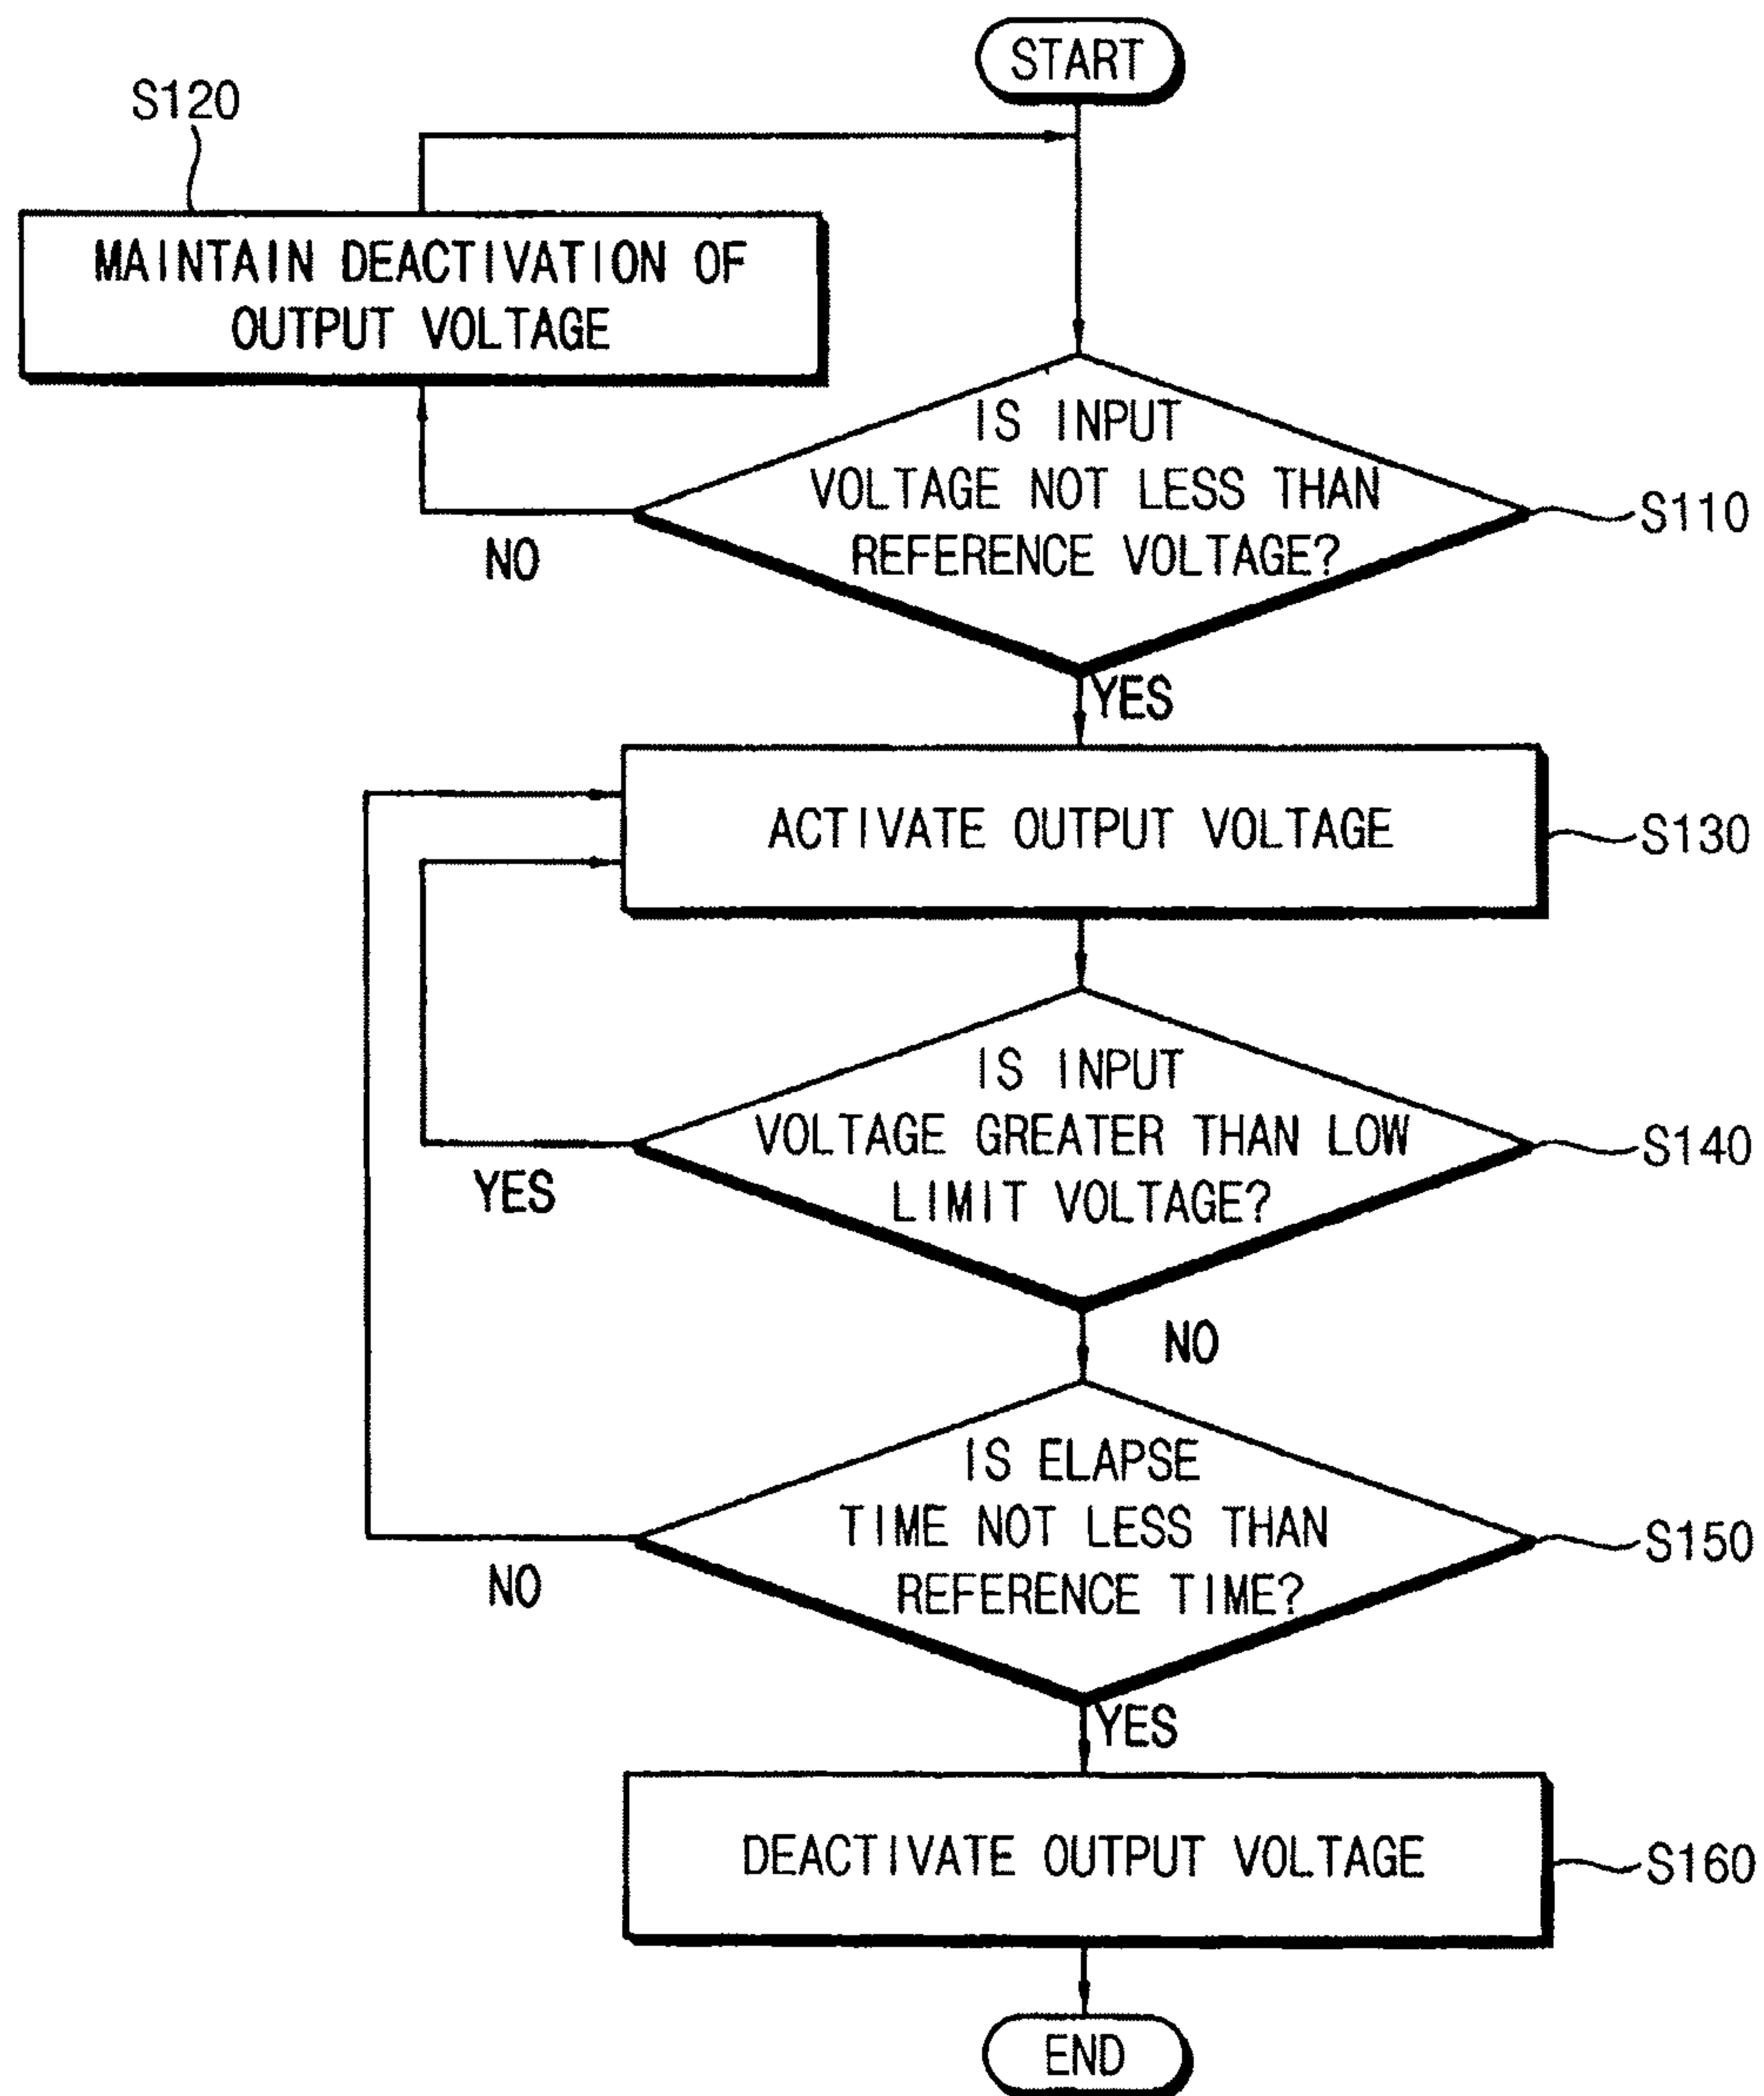 START
S120
MAINTAIN DEACTIVATION OF
OUTPUT VOLTAGE
IS INPUT
VOLTAGE NOT LESS THAN
REFERENCE VOLTAGE?
S110
NO
YES
ACTIVATE OUTPUT VOLTAGE
S130
IS INPUT
VOLTAGE GREATER THAN LOW
LIMIT VOLTAGE?
S140
YES
NO
IS ELAPSE
TIME NOT LESS THAN
REFERENCE TIME?
S150
NO
YES
DEACTIVATE OUTPUT VOLTAGE
S160
END